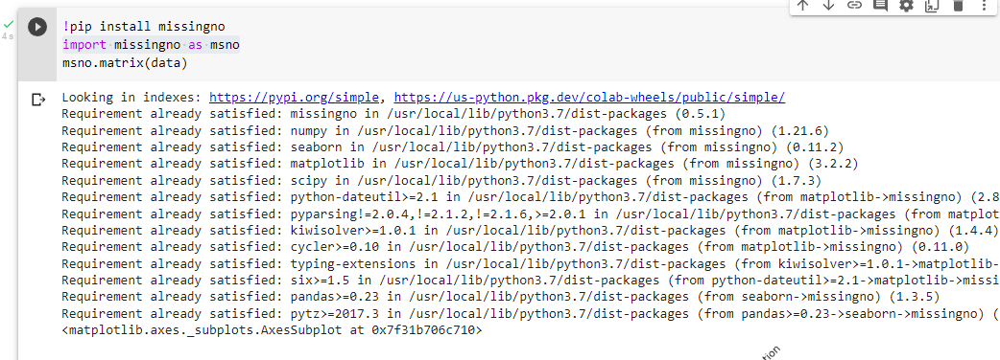 4s
!pip install missingno
import missingno as msno
msno.matrix(data)
Looking in indexes: https://pypi.org/simple, https://us-python.pkg.dev/colab-wheels/public/simple/
Requirement already satisfied: missingno in /usr/local/lib/python3.7/dist-packages (0.5.1)
Requirement already satisfied: numpy in /usr/local/lib/python3.7/dist-packages (from missingno) (1.21.6)
Requirement already satisfied: seaborn in /usr/local/lib/python3.7/dist-packages (from missingno) (0.11.2)
Requirement already satisfied: matplotlib in /usr/local/lib/python3.7/dist-packages (from missingno) (3.2.2)
Requirement already satisfied: scipy in /usr/local/lib/python3.7/dist-packages (from missingno) (1.7.3)
Requirement already satisfied: python-dateutil>=2.1 in /usr/local/lib/python3.7/dist-packages (from matplotlib->missingno) (2.8
Requirement already satisfied: pyparsing!=2.0.4,!=2.1.2,!=2.1.6,>=2.0.1 in /usr/local/lib/python3.7/dist-packages (from matplot
Requirement already satisfied: kiwisolver>=1.0.1 in /usr/local/lib/python3.7/dist-packages (from matplotlib->missingno) (1.4.4)
Requirement already satisfied: cycler>=0.10 in /usr/local/lib/python3.7/dist-packages (from matplotlib->missingno) (0.11.0)
Requirement already satisfied: typing-extensions in /usr/local/lib/python3.7/dist-packages (from kiwisolver>=1.0.1->matplotlib-
Requirement already satisfied: six>=1.5 in /usr/local/lib/python3.7/dist-packages (from python-dateutil>=2.1->matplotlib->missi
Requirement already satisfied: pandas>=0.23 in /usr/local/lib/python3.7/dist-packages (from seaborn->missingno) (1.3.5)
Requirement already satisfied: pytz>=2017.3 in /usr/local/lib/python3.7/dist-packages (from pandas>=0.23->seaborn->missingno) (
<matplotlib.axes._subplots.AxesSubplot at 0x7f31b706c710>
tion